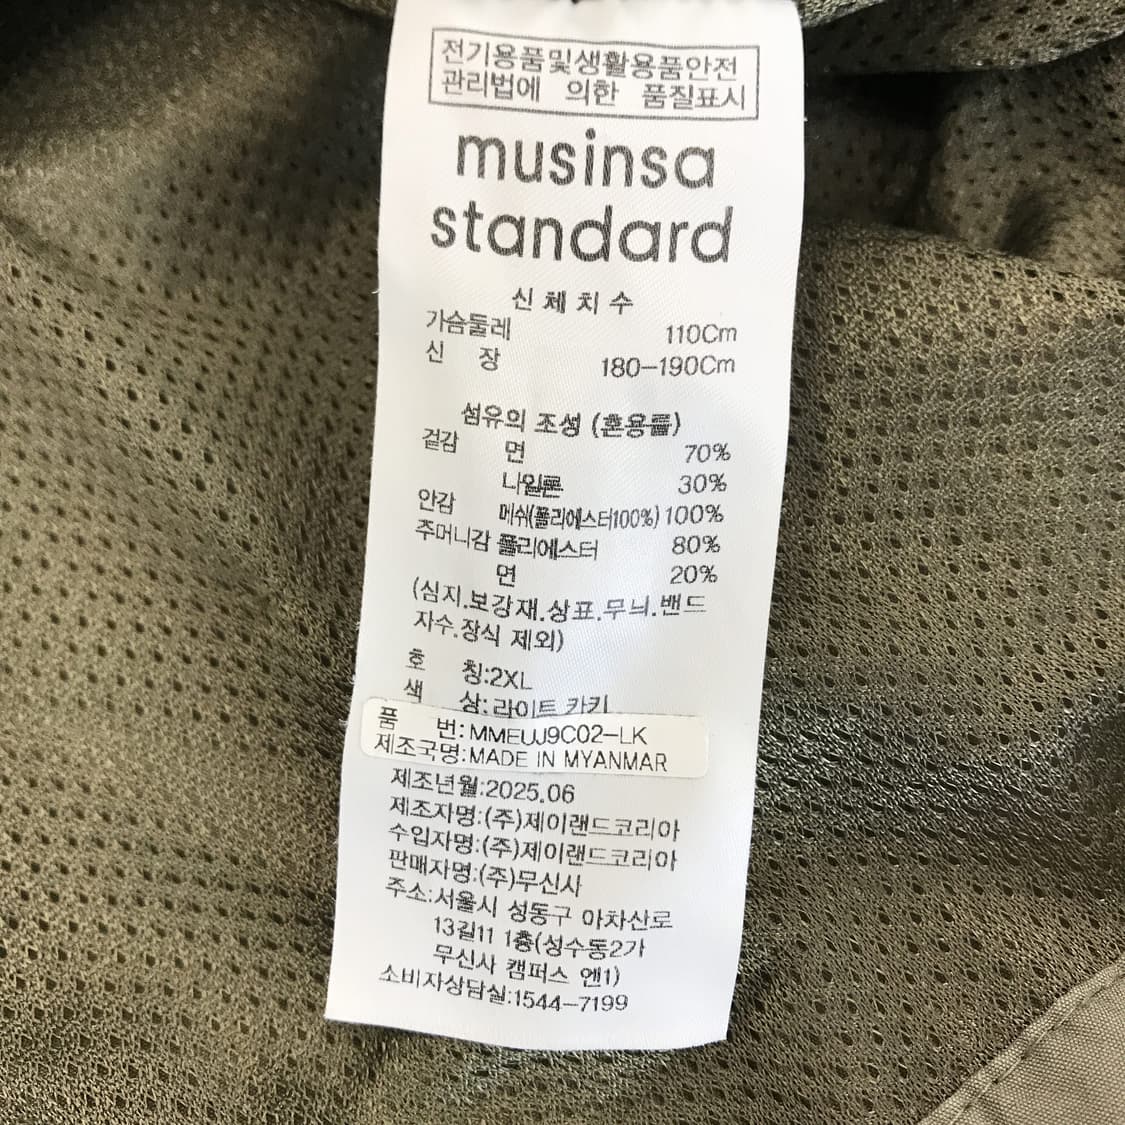 전기용품및생활용품안전
관리법에 의한 품질표시
musinsa
standard
신체치수
가슴둘레 110Cm
신 장 180-190Cm
섬유의 조성 (혼용률)
겉감 면 70%
나일론 30%
안감 메쉬(폴리에스터100%) 100%
주머니감 폴리에스터 80%
면 20%
(심지.보강재.상표.무늬.밴드
자수.장식 제외)
호 칭:2XL
색 상:라이트 카키
품 번:MMEUJ9C02-LK
제조국명:MADE IN MYANMAR
제조년월:2025.06
제조자명:(주)제이랜드코리아
수입자명:(주)제이랜드코리아
판매자명:(주)무신사
주소:서울시 성동구 아차산로
13길11 1층(성수동2가
무신사 캠퍼스 엔1)
소비자상담실:1544-7199